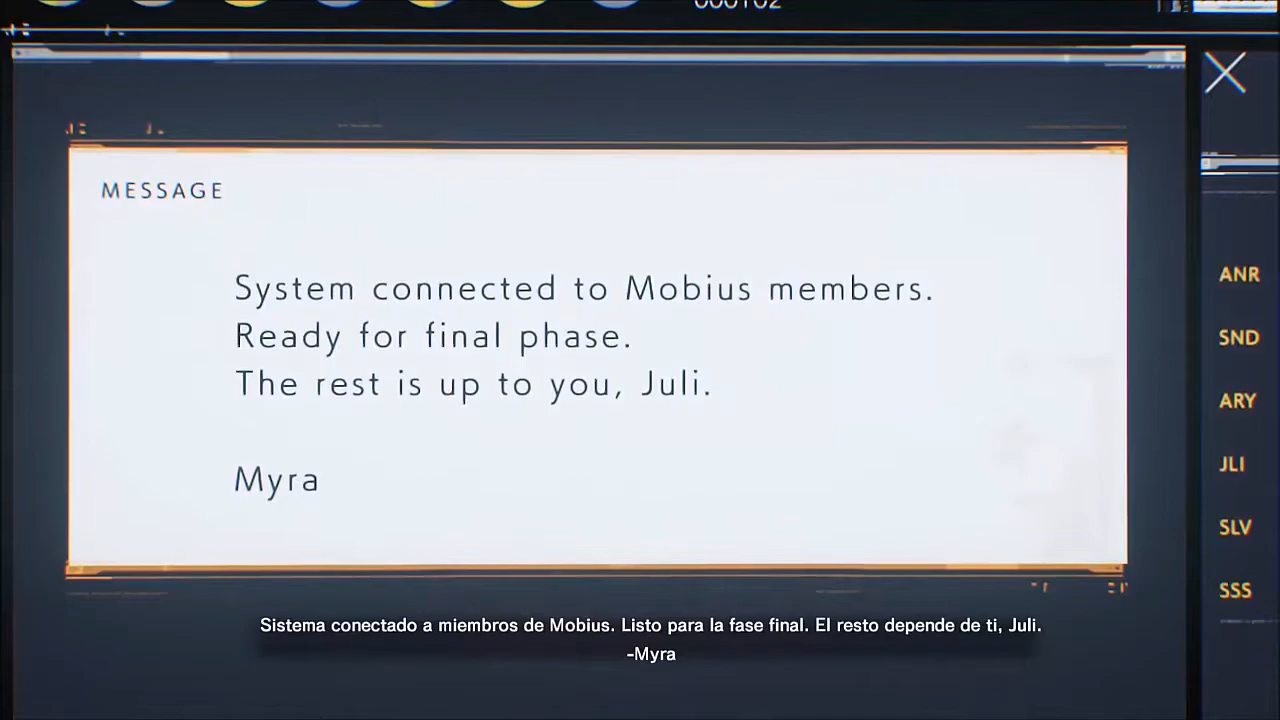 MESSAGE
System connected to Mobius members.
Ready for final phase.
The rest is up to you, Juli.
Myra
ANR
SND
ARY
JLI
SLV
SSS
Sistema conectado a miembros de Mobius. Listo para la fase final. El resto depende de ti, Juli.
-Myra